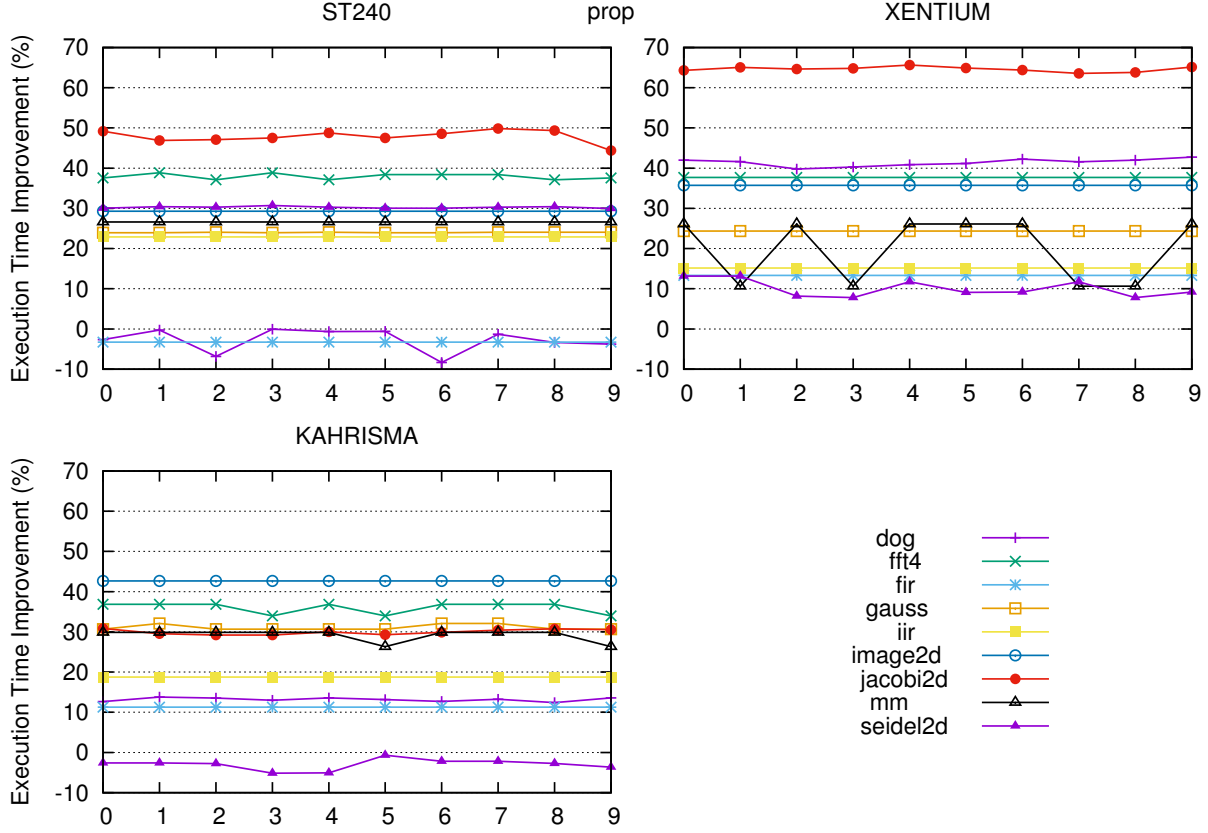 prop
ST240
Execution Time Improvement (%)
70
60
50
40
30
20
10
0
-10
0 1 2 3 4 5 6 7 8 9
XENTIUM
70
60
50
40
30
20
10
0
-10
0 1 2 3 4 5 6 7 8 9
KAHRISMA
Execution Time Improvement (%)
70
60
50
40
30
20
10
0
-10
0 1 2 3 4 5 6 7 8 9
dog
fft4
fir
gauss
iir
image2d
jacobi2d
mm
seidel2d